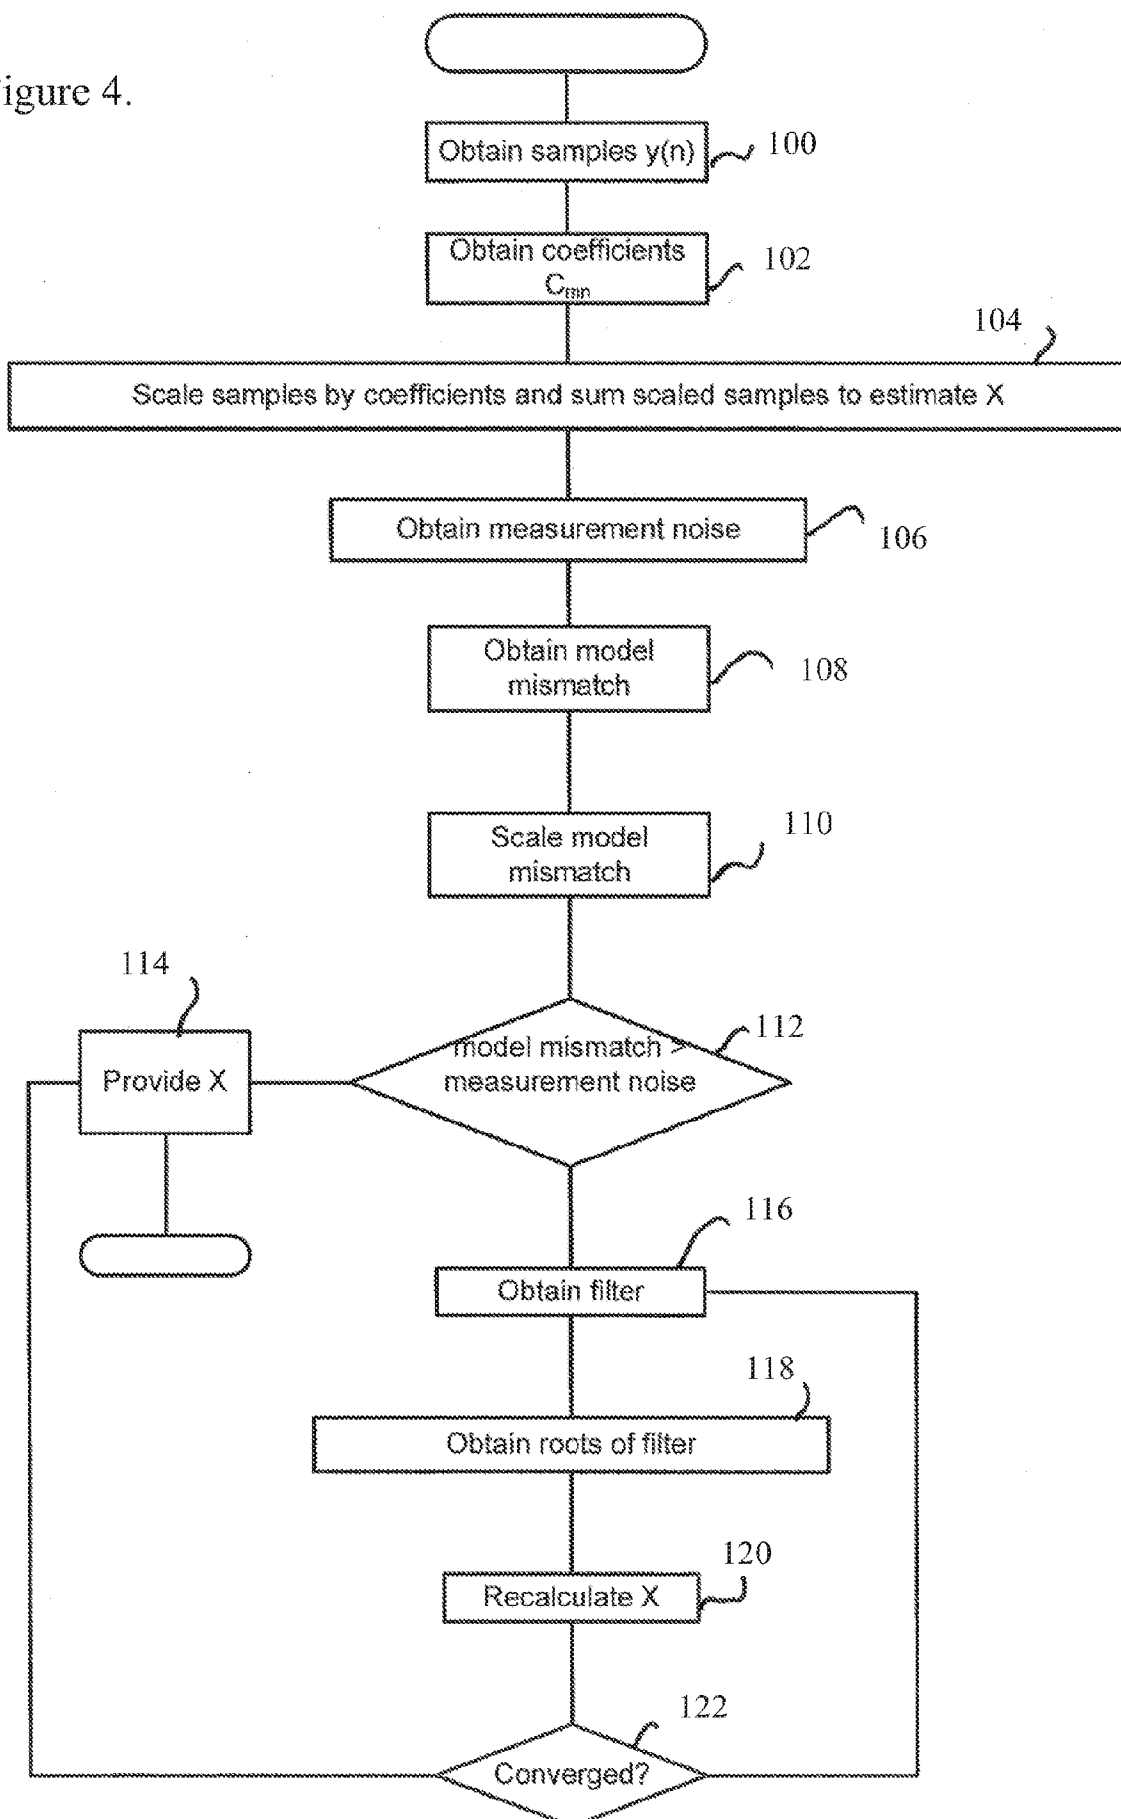 igure 4.
Obtain samples y(n)
100
Obtain coefficients
Cmn
102
104
Scale samples by coefficients and sum scaled samples to estimate X
Obtain measurement noise
106
Obtain model
mismatch
108
Scale model
mismatch
110
114
Provide X
model mismatch >
measurement noise
112
116
Obtain filter
118
Obtain roots of filter
120
Recalculate X
122
Converged?